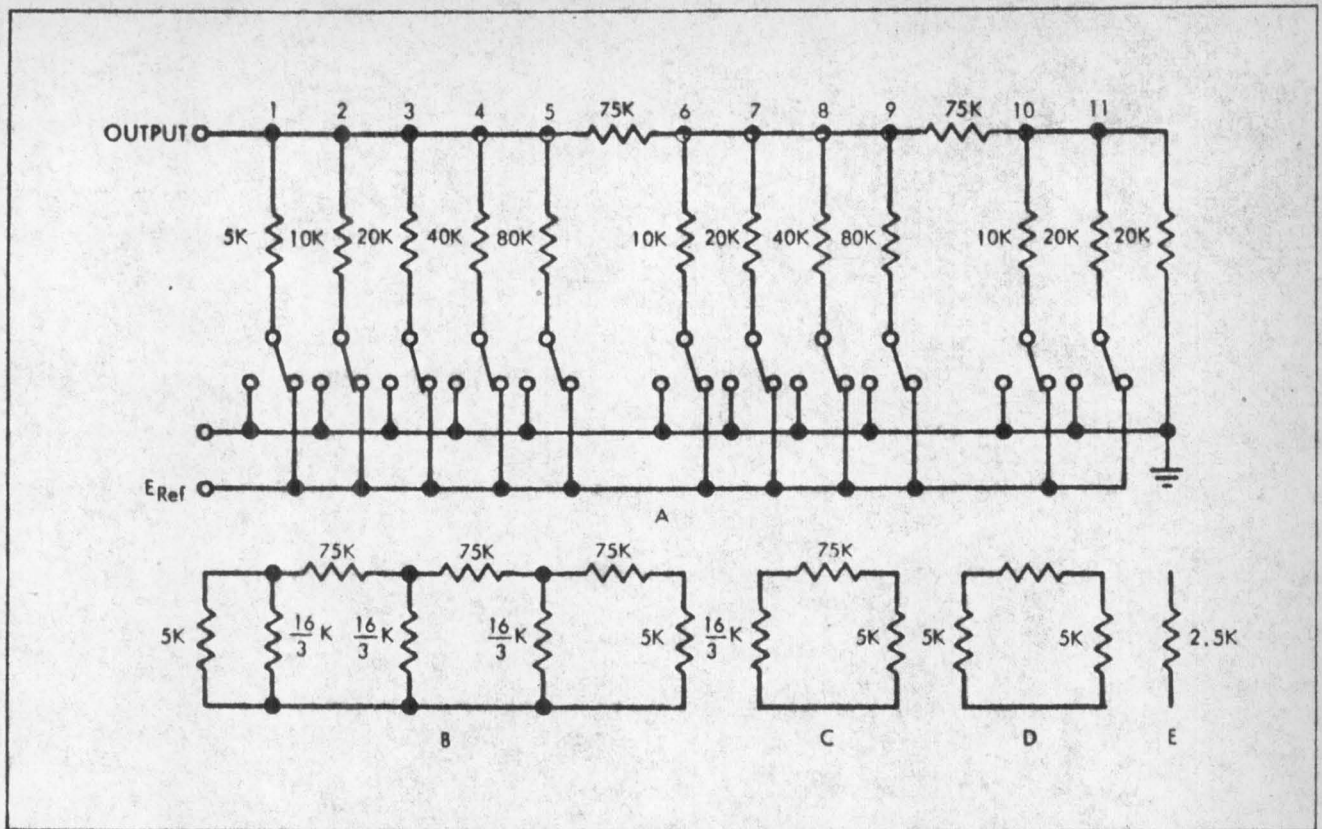 1 2 3 4 5 75K 6 7 8 9 75K 10 11
OUTPUT
5K 10K 20K 40K 80K 10K 20K 40K 80K 10K 20K 20K
E Ref
A
75K 75K 75K 75K
5K 16/3 K 16/3 K 16/3 K 5K 16/3 K 5K 5K 5K 2.5K
B C D E